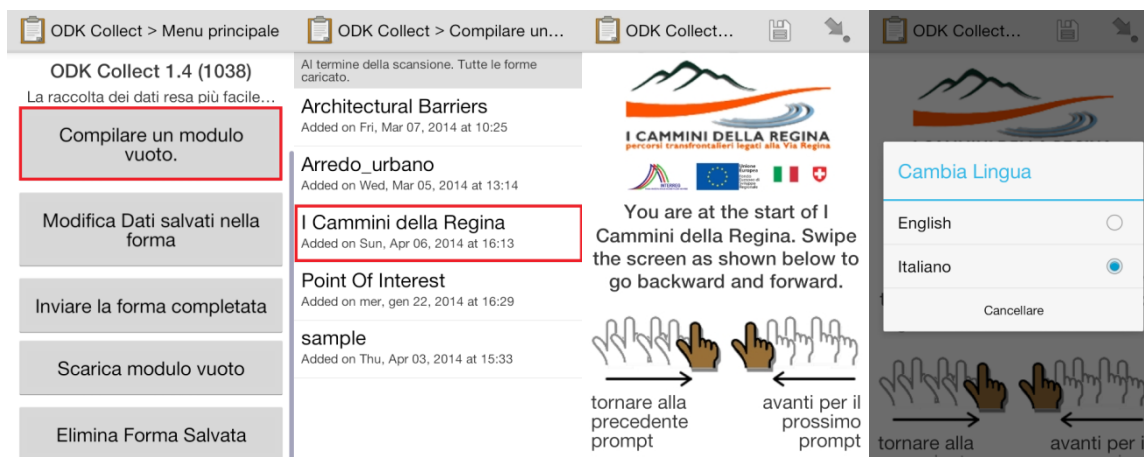 ODK Collect > Menu principale
ODK Collect 1.4 (1038)
La raccolta dei dati resa più facile...
Compilare un modulo
vuoto.
Modifica Dati salvati nella
forma
Inviare la forma completata
Scarica modulo vuoto
Elimina Forma Salvata
ODK Collect > Compilare un...
Al termine della scansione. Tutte le forme
caricato.
Architectural Barriers
Added on Fri, Mar 07, 2014 at 10:25
Arredo_urbano
Added on Wed, Mar 05, 2014 at 13:14
I Cammini della Regina
Added on Sun, Apr 06, 2014 at 16:13
Point Of Interest
Added on mer, gen 22, 2014 at 16:29
sample
Added on Thu, Apr 03, 2014 at 15:33
ODK Collect...
I CAMMINI DELLA REGINA
percorsi transfrontalieri legati alla Via Regina
You are at the start of I
Cammini della Regina. Swipe
the screen as shown below to
go backward and forward.
tornare alla
precedente
prompt
avanti per il
prossimo
prompt
ODK Collect...
Cambia Lingua
English
Italiano
Cancellare
tornare alla
avanti per i